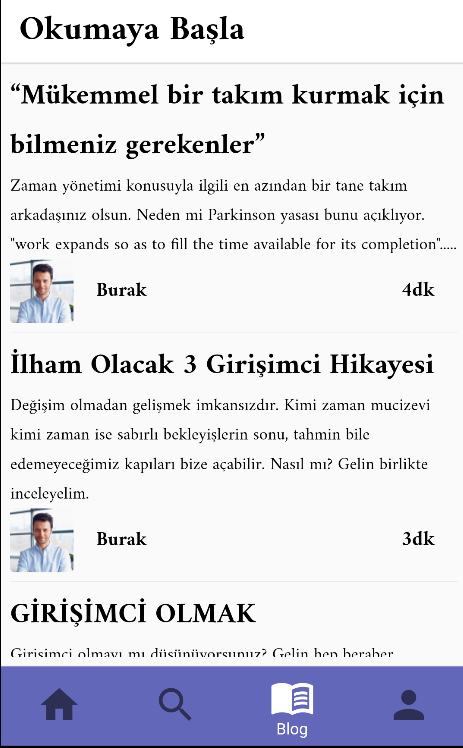 Okumaya Başla
“Mükemmel bir takım kurmak için
bilmeniz gerekenler”
Zaman yönetimi konusuyla ilgili en azından bir tane takım
arkadaşınız olsun. Neden mi Parkinson yasası bunu açıklıyor.
"work expands so as to fill the time available for its completion".....
Burak
4dk
İlham Olacak 3 Girişimci Hikayesi
Değişim olmadan gelişmek imkansızdır. Kimi zaman mucizevi
kimi zaman ise sabırlı bekleyişlerin sonu, tahmin bile
edemeyeceğimiz kapıları bize açabilir. Nasıl mı? Gelin birlikte
inceleyelim.
Burak
3dk
GİRİŞİMCİ OLMAK
Girişimci olmayı mı düşünüyorsunuz? Gelin hep beraber
Blog